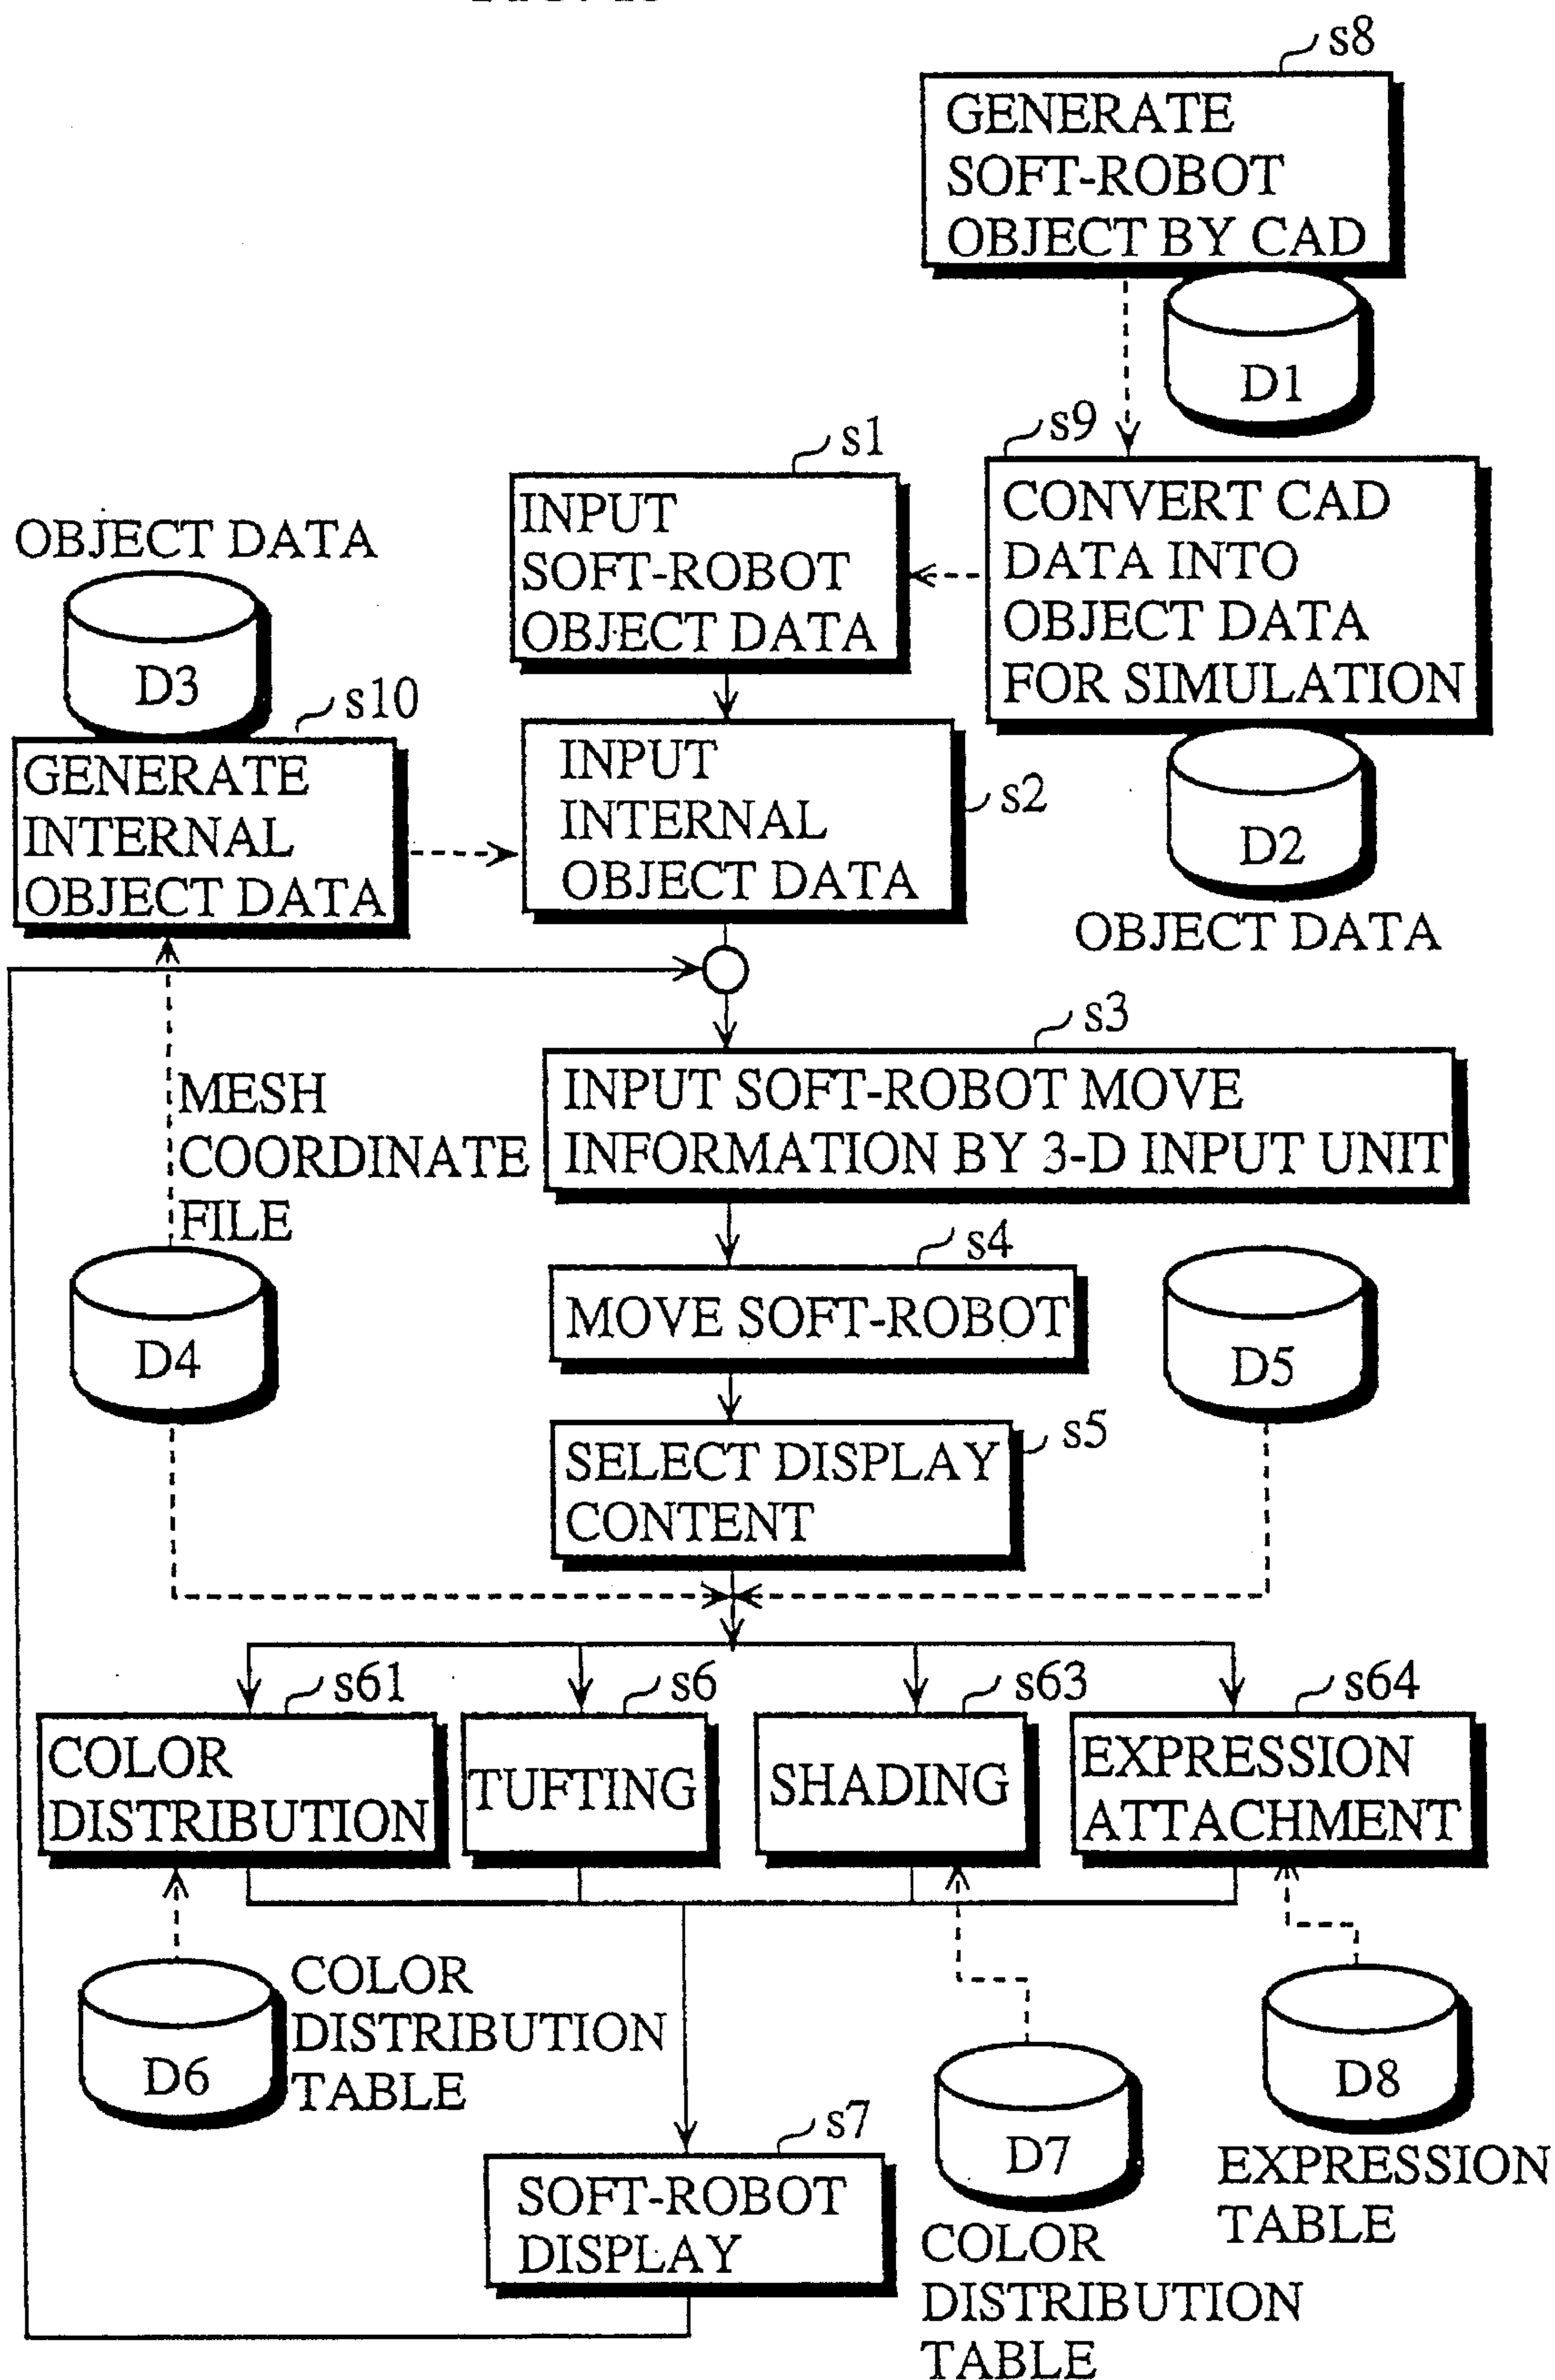 s8
GENERATE
SOFT-ROBOT
OBJECT BY CAD
D1
s9
CONVERT CAD
DATA INTO
OBJECT DATA
FOR SIMULATION
D2
OBJECT DATA
s1
INPUT
SOFT-ROBOT
OBJECT DATA
OBJECT DATA
D3
s10
GENERATE
INTERNAL
OBJECT DATA
INPUT
INTERNAL
OBJECT DATA
s2
MESH
COORDINATE
FILE
D4
s3
INPUT SOFT-ROBOT MOVE
INFORMATION BY 3-D INPUT UNIT
s4
MOVE SOFT-ROBOT
D5
s5
SELECT DISPLAY
CONTENT
s61
COLOR
DISTRIBUTION
s6
TUFTING
s63
SHADING
s64
EXPRESSION
ATTACHMENT
D6
COLOR
DISTRIBUTION
TABLE
D7
COLOR
DISTRIBUTION
TABLE
D8
EXPRESSION
TABLE
s7
SOFT-ROBOT
DISPLAY